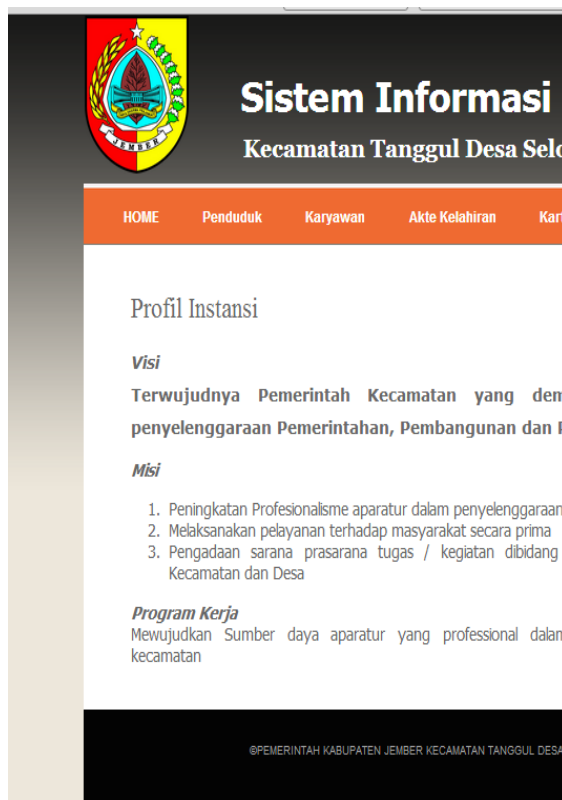 JEMBER
Sistem Informasi
Kecamatan Tanggul Desa Selo
HOME Penduduk Karyawan Akte Kelahiran Kart
Profil Instansi
Visi
Terwujudnya Pemerintah Kecamatan yang dem
penyelenggaraan Pemerintahan, Pembangunan dan P
Misi
1. Peningkatan Profesionalisme aparatur dalam penyelenggaraan
2. Melaksanakan pelayanan terhadap masyarakat secara prima
3. Pengadaan sarana prasarana tugas / kegiatan dibidang
Kecamatan dan Desa
Program Kerja
Mewujudkan Sumber daya aparatur yang professional dalam
kecamatan
©PEMERINTAH KABUPATEN JEMBER KECAMATAN TANGGUL DESA